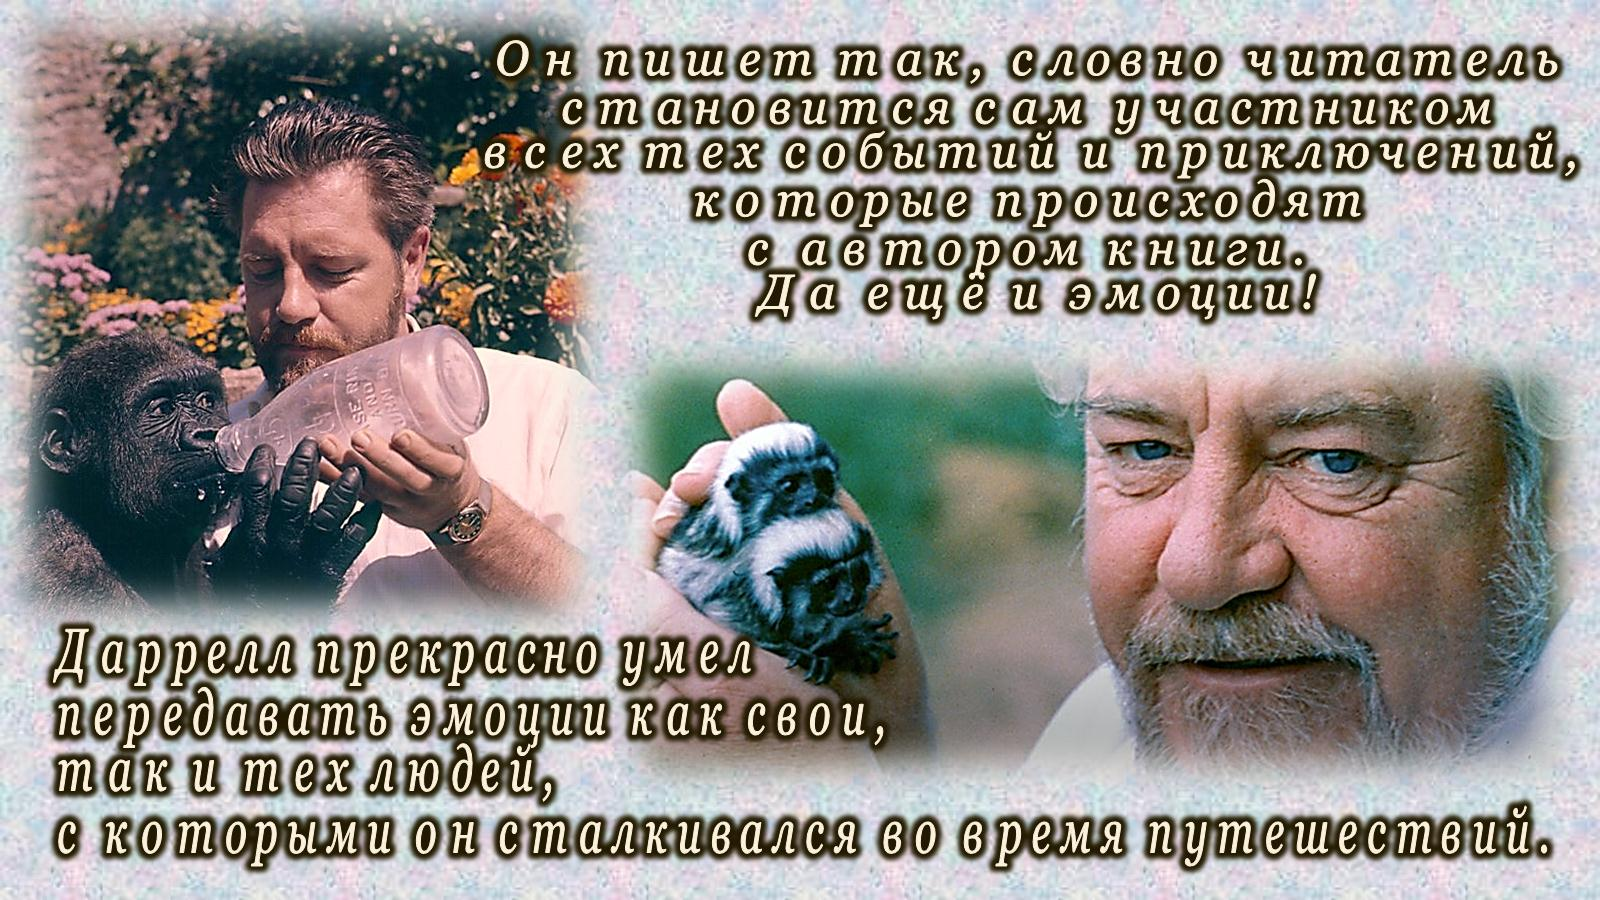 Он пишет так, словно читатель
становится сам участником
всех тех событий и приключений,
которые происходят
с автором книги.
Да ещё и эмоции!
Даррелл прекрасно умел
передавать эмоции как свои,
так и тех людей,
с которыми он сталкивался во время путешествий.